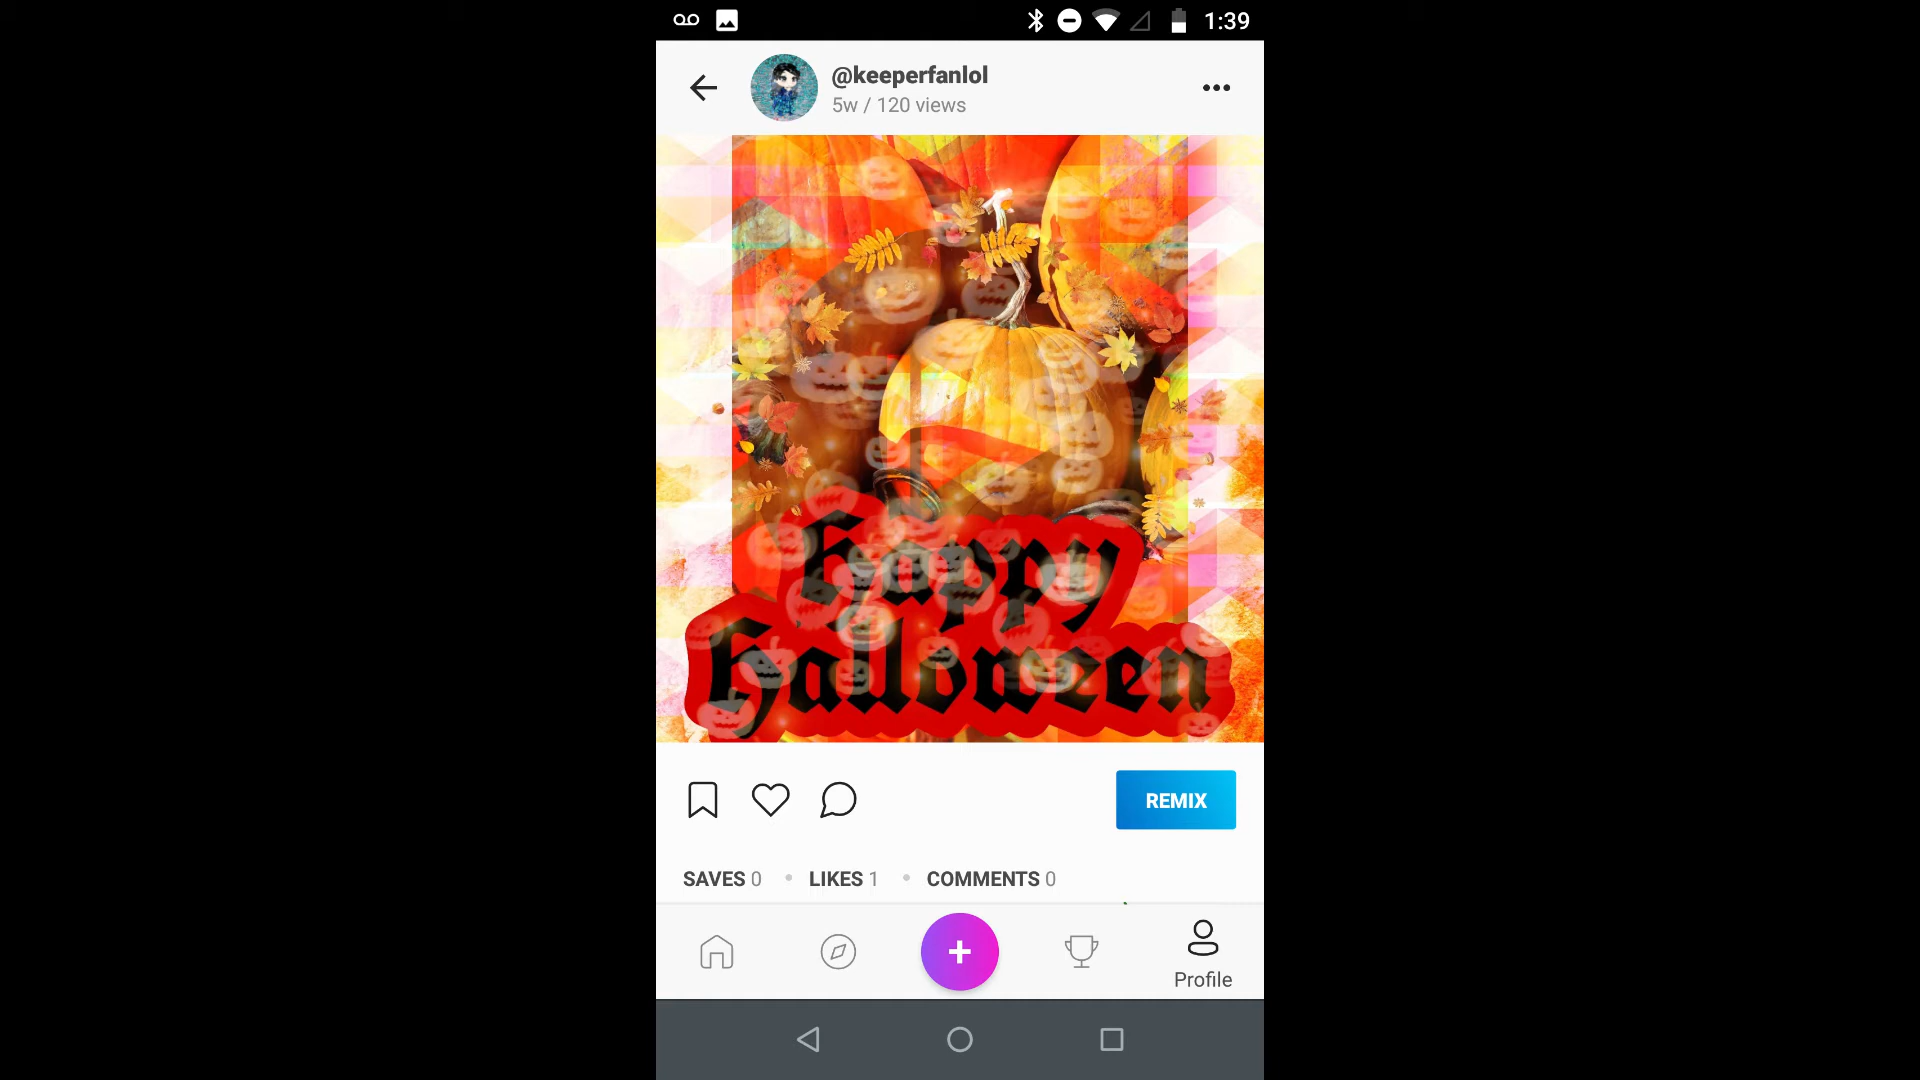 1:39
@keeperfanlol
5w / 120 views
happy
halloween
REMIX
SAVES 0 • LIKES 1 • COMMENTS 0
Profile